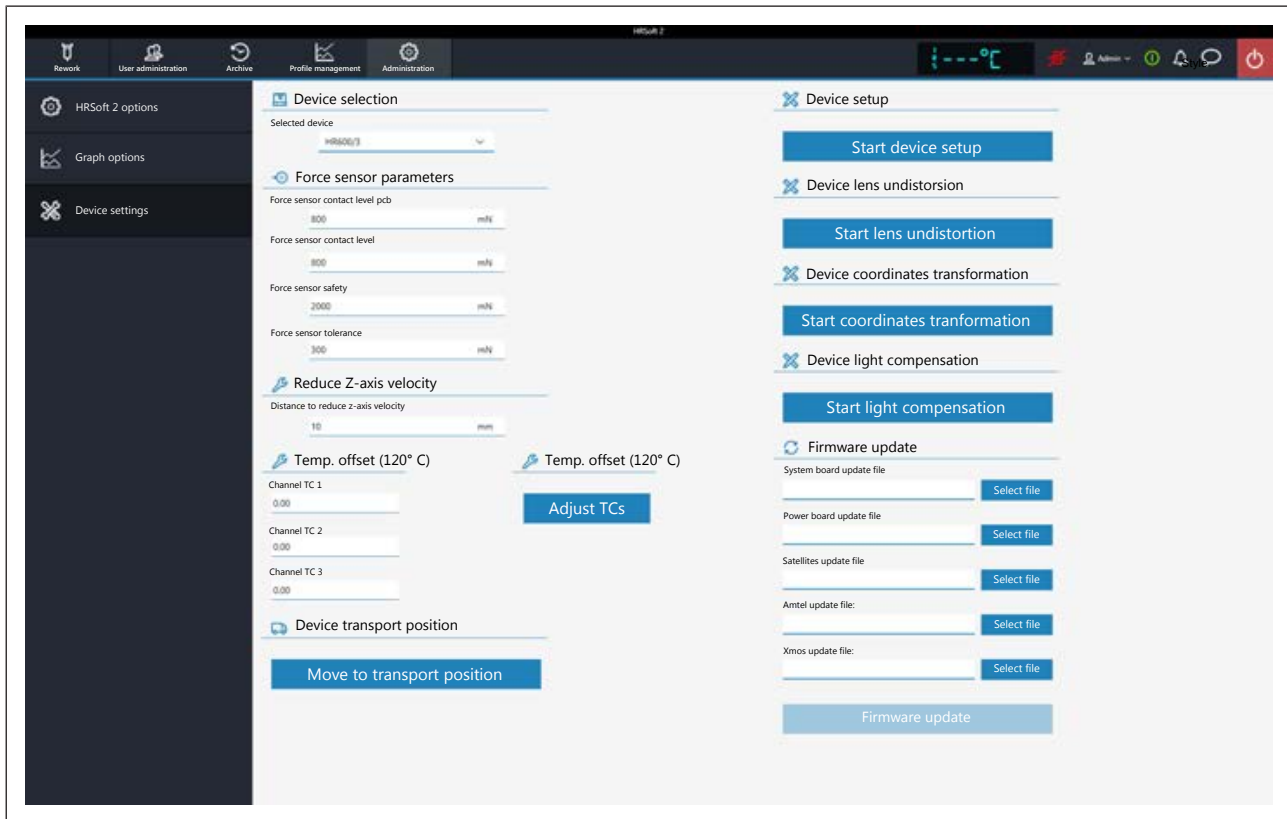 HRSoft 2
Rework User administration Archive Profile management Administration
---°C
Admin
Style
HRSoft 2 options
Graph options
Device settings
Device selection
Selected device
HR600/3
Force sensor parameters
Force sensor contact level pcb
800 mN
Force sensor contact level
800 mN
Force sensor safety
2000 mN
Force sensor tolerance
300 mN
Reduce Z-axis velocity
Distance to reduce z-axis velocity
10 mm
Temp. offset (120° C)
Channel TC 1
0.00
Channel TC 2
0.00
Channel TC 3
0.00
Temp. offset (120° C)
Adjust TCs
Device transport position
Move to transport position
Device setup
Start device setup
Device lens undistorsion
Start lens undistortion
Device coordinates transformation
Start coordinates tranformation
Device light compensation
Start light compensation
Firmware update
System board update file
Select file
Power board update file
Select file
Satellites update file
Select file
Amtel update file:
Select file
Xmos update file:
Select file
Firmware update